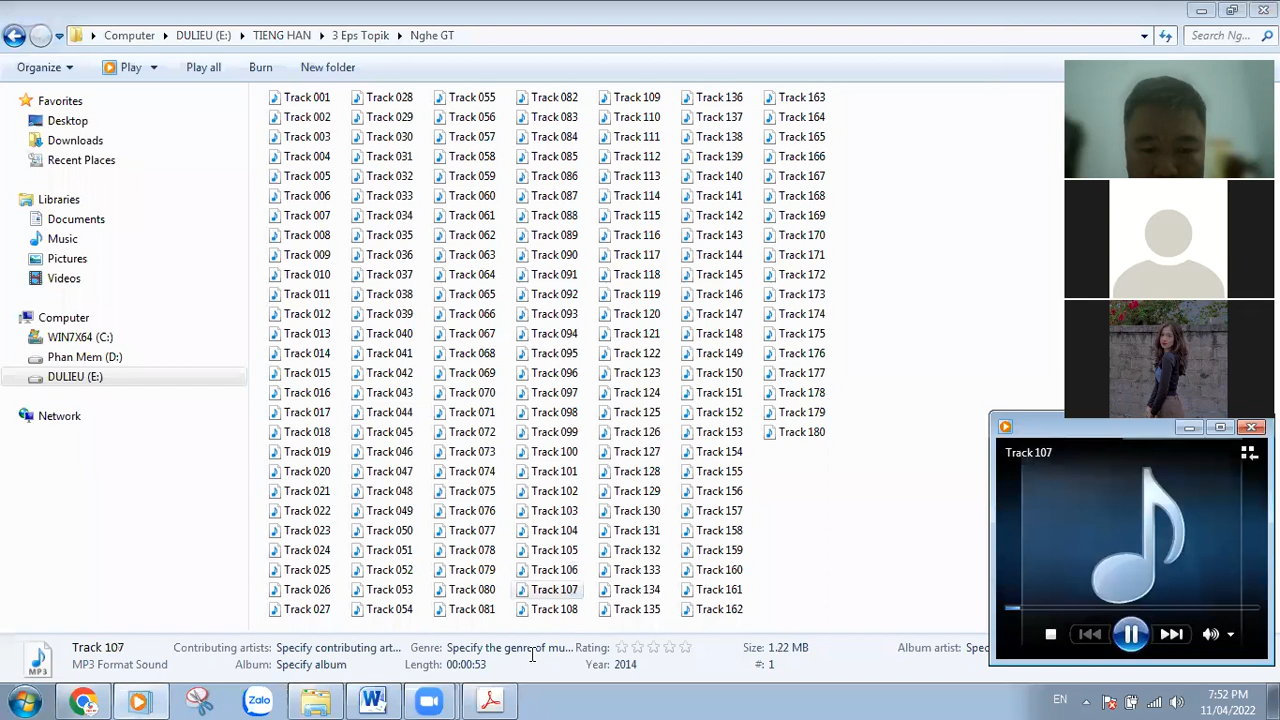 Computer DULIEU (E:) TIENG HAN 3 Eps Topik Nghe GT Search Ng...
Organize Play Play all Burn New folder
Favorites
Desktop
Downloads
Recent Places
Libraries
Documents
Music
Pictures
Videos
Computer
WIN7X64 (C:)
Phan Mem (D:)
DULIEU (E:)
Network
Track 001
Track 002
Track 003
Track 004
Track 005
Track 006
Track 007
Track 008
Track 009
Track 010
Track 011
Track 012
Track 013
Track 014
Track 015
Track 016
Track 017
Track 018
Track 019
Track 020
Track 021
Track 022
Track 023
Track 024
Track 025
Track 026
Track 027
Track 028
Track 029
Track 030
Track 031
Track 032
Track 033
Track 034
Track 035
Track 036
Track 037
Track 038
Track 039
Track 040
Track 041
Track 042
Track 043
Track 044
Track 045
Track 046
Track 047
Track 048
Track 049
Track 050
Track 051
Track 052
Track 053
Track 054
Track 055
Track 056
Track 057
Track 058
Track 059
Track 060
Track 061
Track 062
Track 063
Track 064
Track 065
Track 066
Track 067
Track 068
Track 069
Track 070
Track 071
Track 072
Track 073
Track 074
Track 075
Track 076
Track 077
Track 078
Track 079
Track 080
Track 081
Track 082
Track 083
Track 084
Track 085
Track 086
Track 087
Track 088
Track 089
Track 090
Track 091
Track 092
Track 093
Track 094
Track 095
Track 096
Track 097
Track 098
Track 099
Track 100
Track 101
Track 102
Track 103
Track 104
Track 105
Track 106
Track 107
Track 108
Track 109
Track 110
Track 111
Track 112
Track 113
Track 114
Track 115
Track 116
Track 117
Track 118
Track 119
Track 120
Track 121
Track 122
Track 123
Track 124
Track 125
Track 126
Track 127
Track 128
Track 129
Track 130
Track 131
Track 132
Track 133
Track 134
Track 135
Track 136
Track 137
Track 138
Track 139
Track 140
Track 141
Track 142
Track 143
Track 144
Track 145
Track 146
Track 147
Track 148
Track 149
Track 150
Track 151
Track 152
Track 153
Track 154
Track 155
Track 156
Track 157
Track 158
Track 159
Track 160
Track 161
Track 162
Track 163
Track 164
Track 165
Track 166
Track 167
Track 168
Track 169
Track 170
Track 171
Track 172
Track 173
Track 174
Track 175
Track 176
Track 177
Track 178
Track 179
Track 180
Track 107
Track 107 Contributing artists: Specify contributing art... Genre: Specify the genre of mu... Rating: Size: 1.22 MB Album artist: Spec
MP3 Format Sound Album: Specify album Length: 00:00:53 Year: 2014 #: 1
Zalo
EN
7:52 PM
11/04/2022